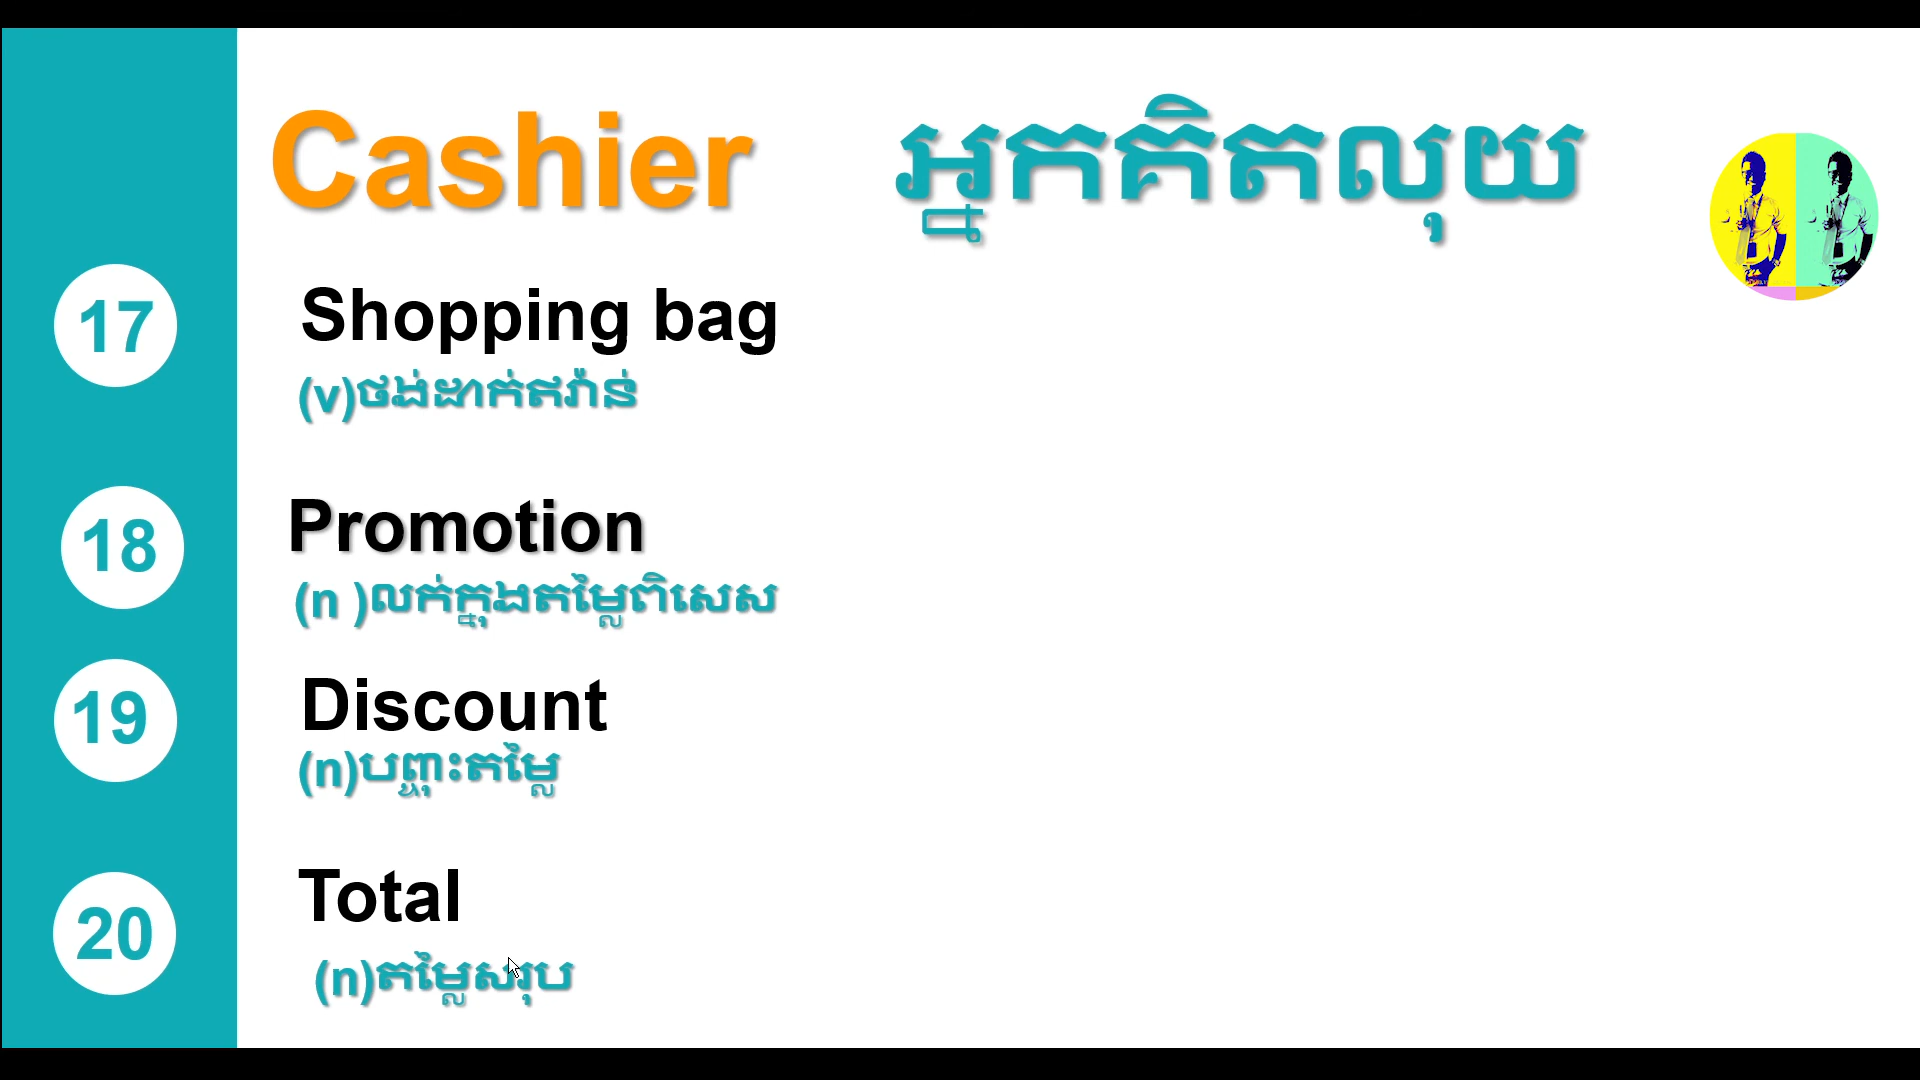 Cashier អ្នកគិតលុយ
17 Shopping bag
(v)ថង់ដាក់ឥវ៉ាន់
18 Promotion
(n )លក់ក្នុងតម្លៃពិសេស
19 Discount
(n)បញ្ចុះតម្លៃ
20 Total
(n)តម្លៃសរុប